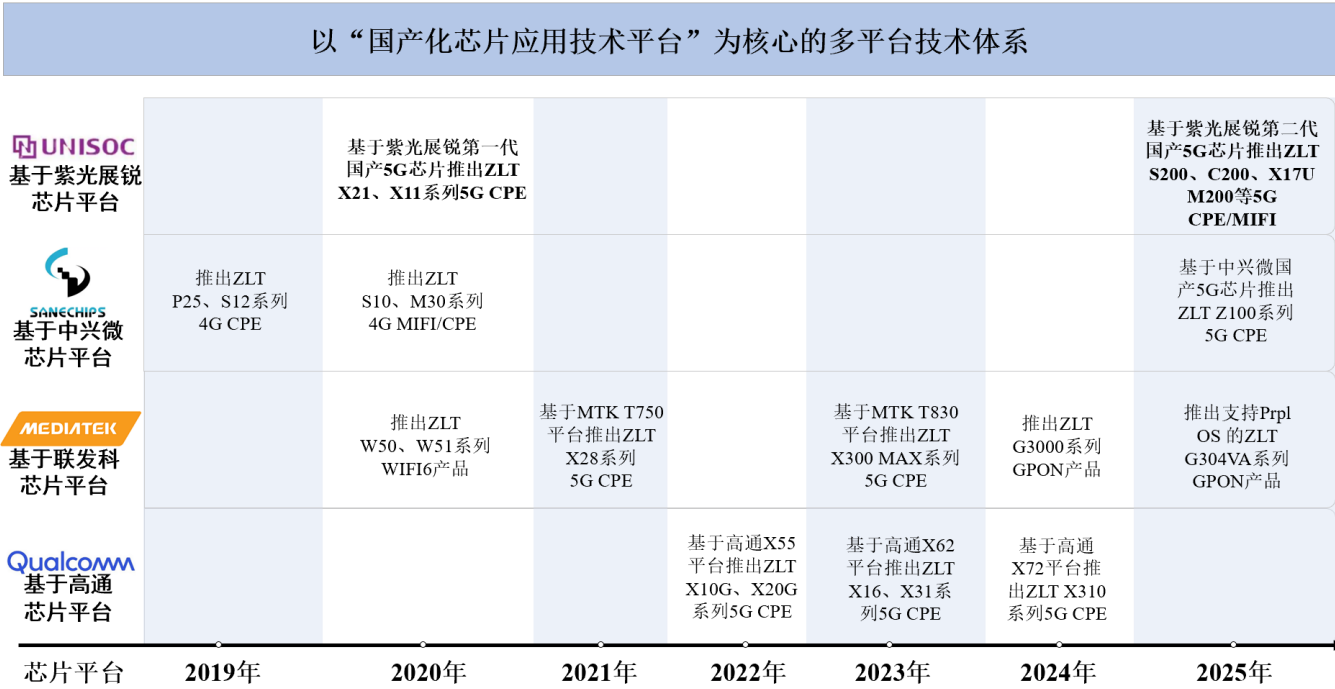 以“国产化芯片应用技术平台”为核心的多平台技术体系
UNISOC
基于紫光展锐
芯片平台
基于紫光展锐第一代
国产5G芯片推出ZLT
X21、X11系列5G CPE
基于紫光展锐第二代
国产5G芯片推出ZLT
S200、C200、X17U
M200等5G
CPE/MIFI
SANECHIPS
基于中兴微
芯片平台
推出ZLT
P25、S12系列
4G CPE
推出ZLT
S10、M30系列
4G MIFI/CPE
基于中兴微国
产5G芯片推出
ZLT Z100系列
5G CPE
MEDIATEK
基于联发科
芯片平台
推出ZLT
W50、W51系列
WIFI6产品
基于MTK T750
平台推出ZLT
X28系列
5G CPE
基于MTK T830
平台推出ZLT
X300 MAX系列
5G CPE
推出ZLT
G3000系列
GPON产品
推出支持Prpl
OS 的ZLT
G304VA系列
GPON产品
Qualcomm
基于高通
芯片平台
基于高通X55
平台推出ZLT
X10G、X20G
系列5G CPE
基于高通X62
平台推出ZLT
X16、X31系
列5G CPE
基于高通
X72平台推
出ZLT X310
系列5G CPE
芯片平台
2019年
2020年
2021年
2022年
2023年
2024年
2025年